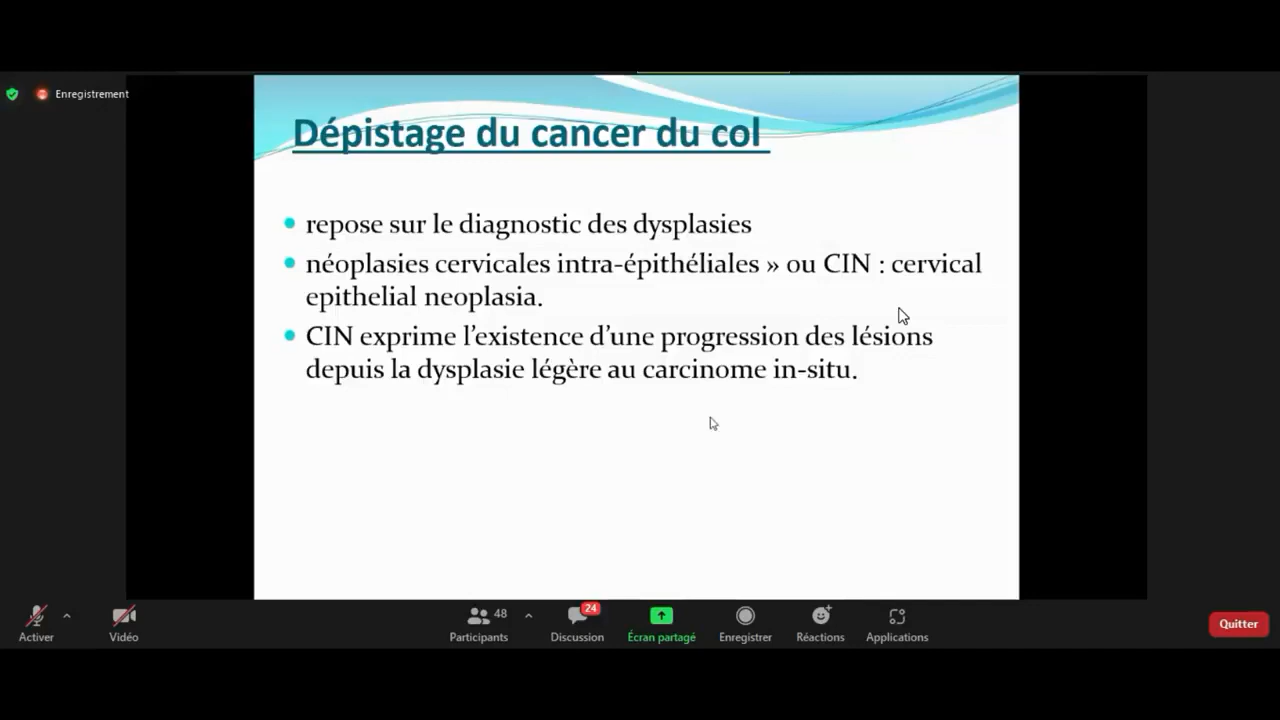 Enregistrement
Dépistage du cancer du col
repose sur le diagnostic des dysplasies
néoplasies cervicales intra-épithéliales » ou CIN : cervical
epithelial neoplasia.
CIN exprime l’existence d’une progression des lésions
depuis la dysplasie légère au carcinome in-situ.
48
24
Activer
Vidéo
Participants
Discussion
Écran partagé
Enregistrer
Réactions
Applications
Quitter